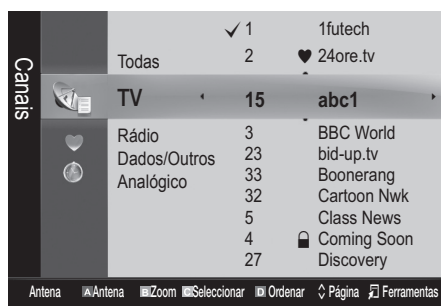 Canais
✓ 1 1futech
Todas 2 ♥ 24ore.tv
TV 15 abc1
Rádio 3 BBC World
Dados/Outros 23 bid-up.tv
Analógico 33 Boonerang
32 Cartoon Nwk
5 Class News
4 Coming Soon
27 Discovery
Antena A Antena B Zoom C Seleccionar D Ordenar Página Ferramentas